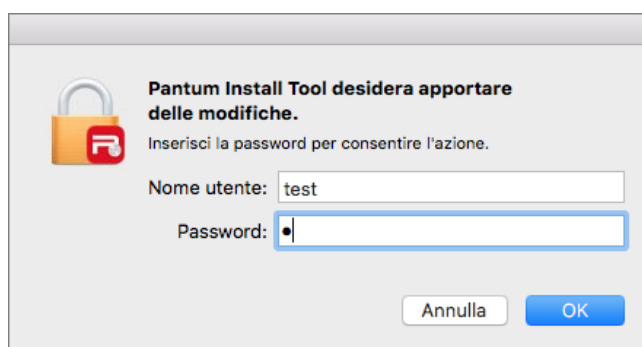 Pantum Install Tool desidera apportare
delle modifiche.
Inserisci la password per consentire l'azione.
Nome utente: test
Password: •
Annulla OK